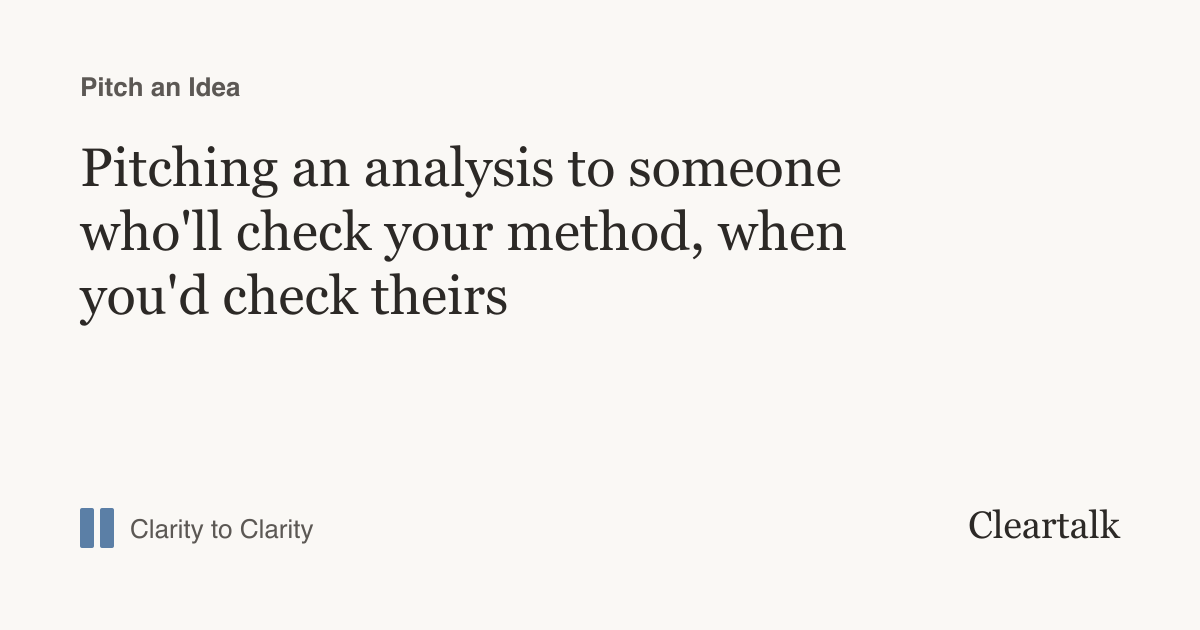 Pitch an Idea
Pitching an analysis to someone
who'll check your method, when
you'd check theirs
Clarity to Clarity
Cleartalk